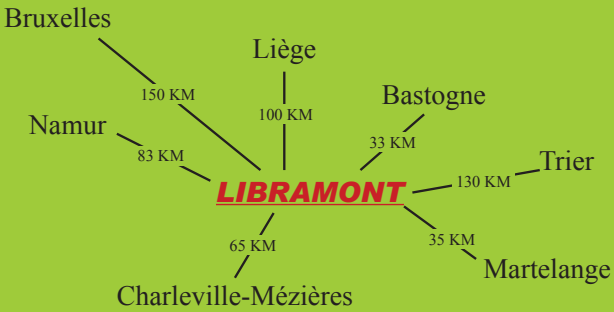 Bruxelles
Liège
150 KM
Bastogne
100 KM
Namur
33 KM
83 KM
Trier
130 KM
LIBRAMONT
65 KM
35 KM
Martelange
Charleville-Mézières